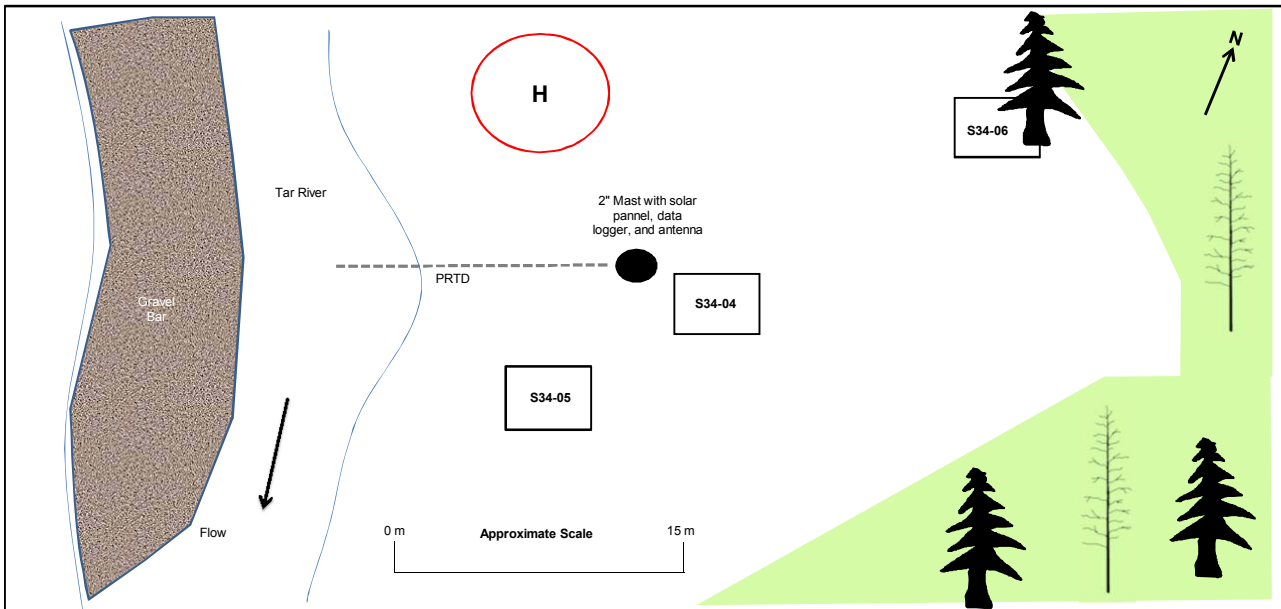 N
H
S34-06
Tar River
2" Mast with solar
pannel, data
logger, and antenna
PRTD
Gravel
Bar
S34-04
S34-05
0 m
Approximate Scale
15 m
Flow